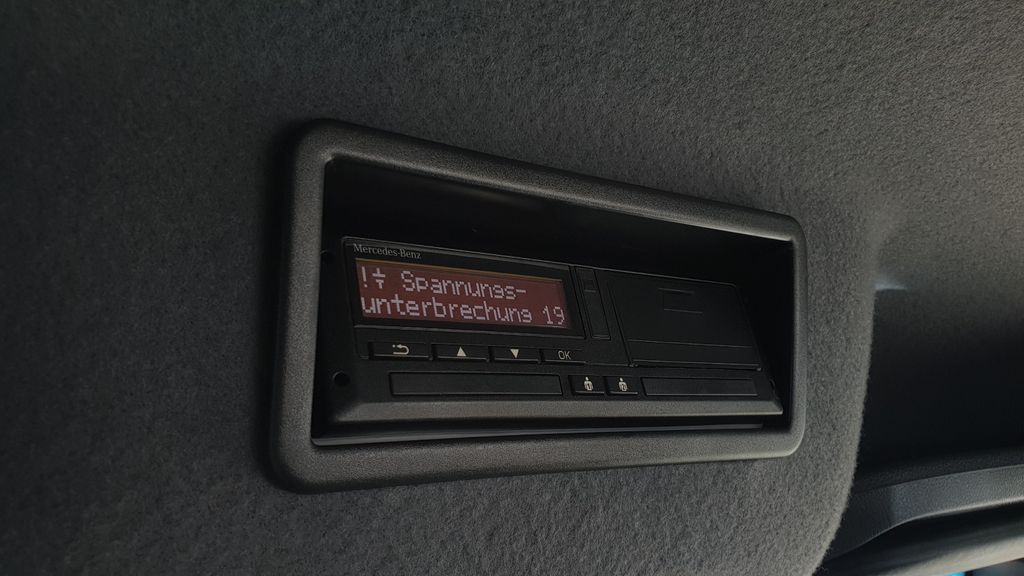 Mercedes-Benz
!÷ Spannungs-
unterbrechung 19
OK